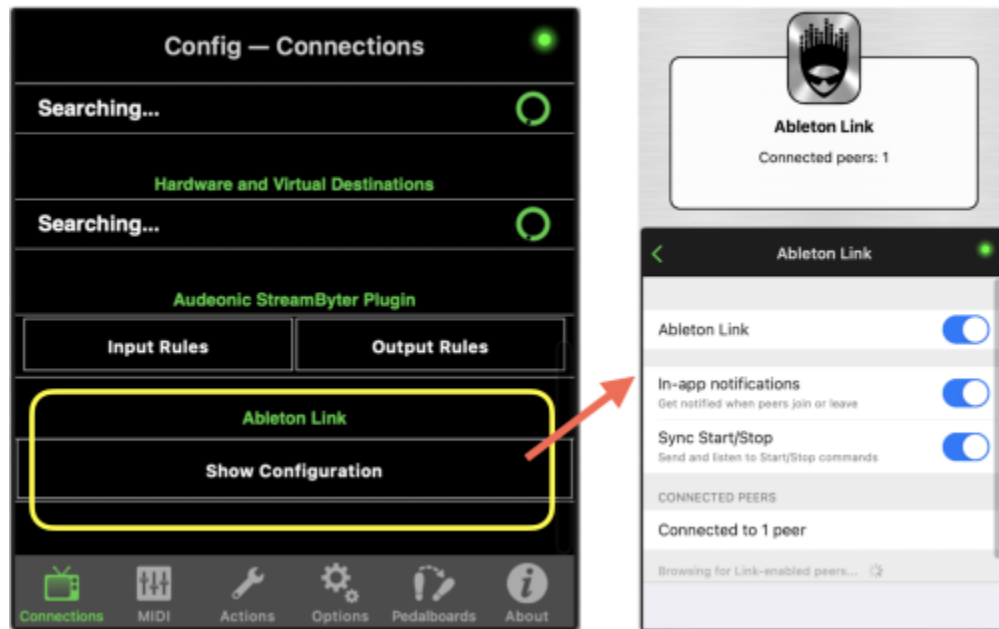 Config — Connections
Searching...
Hardware and Virtual Destinations
Searching...
Audeonic StreamByter Plugin
Input Rules
Output Rules
Ableton Link
Show Configuration
Connections
MIDI
Actions
Options
Pedalboards
About
Ableton Link
Connected peers: 1
Ableton Link
Ableton Link
In-app notifications
Get notified when peers join or leave
Sync Start/Stop
Send and listen to Start/Stop commands
CONNECTED PEERS
Connected to 1 peer
Browsing for Link-enabled peers...